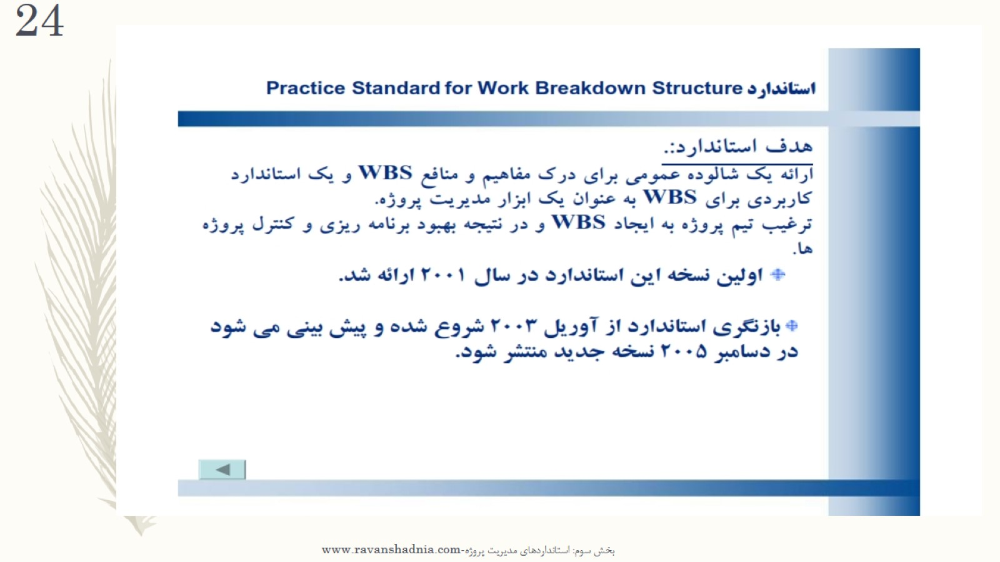 24
استاندارد Practice Standard for Work Breakdown Structure
هدف استاندارد:.
ارائه یک شالوده عمومی برای درک مفاهیم و منافع WBS و یک استاندارد
کاربردی برای WBS به عنوان یک ابزار مدیریت پروژه.
ترغیب تیم پروژه به ایجاد WBS و در نتیجه بهبود برنامه ریزی و کنترل پروژه
ها.
اولین نسخه این استاندارد در سال ۲۰۰۱ ارائه شد.
بازنگری استاندارد از آوریل ۲۰۰۳ شروع شده و پیش بینی می شود
در دسامبر ۲۰۰۵ نسخه جدید منتشر شود.
بخش سوم: استانداردهای مدیریت پروژه-www.ravanshadnia.com